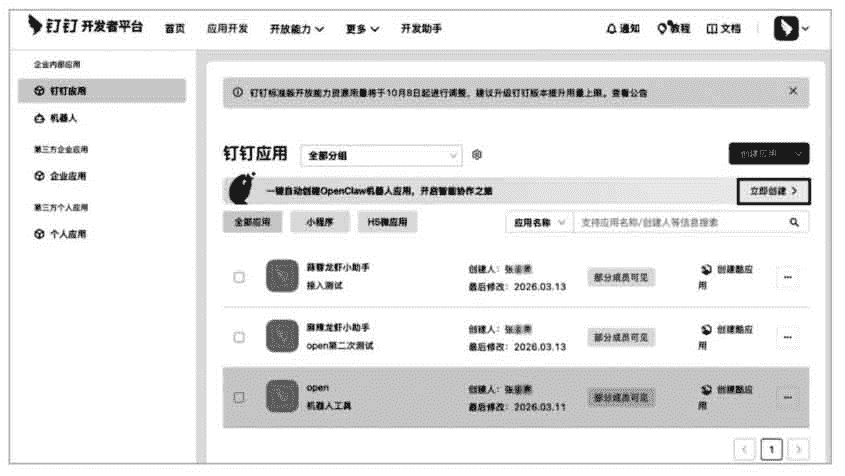 钉钉 开发者平台 首页 应用开发 开放能力 更多 开发助手 通知 教程 文档
企业内部应用
钉钉应用
机器人
第三方企业应用
企业应用
第三方个人应用
个人应用
钉钉标准版开放能力资源用量将于10月8日起进行调整，建议升级钉钉版本提升用量上限。查看公告
钉钉应用 全部分组 创建应用
一键自动创建OpenClaw机器人应用，开启智能协作之旅 立即创建
全部应用 小程序 H5微应用 应用名称 支持应用名称/创建人等信息搜索
蒜蓉龙虾小助手 创建人：张 部分成员可见 创建酷应用
接入测试 最后修改：2026.03.13
麻辣龙虾小助手 创建人：张 部分成员可见 创建酷应用
open第二次测试 最后修改：2026.03.13
open 创建人：张 部分成员可见 创建酷应用
机器人工具 最后修改：2026.03.11
1